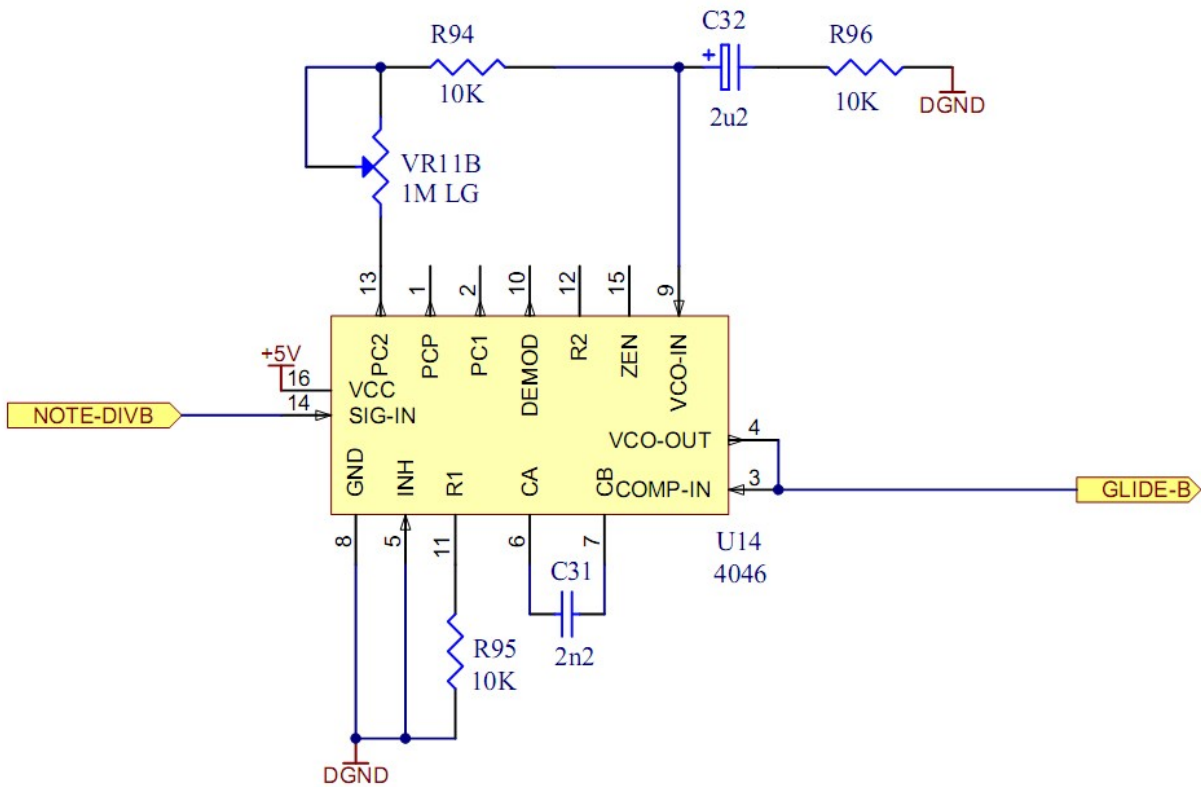 C32
R94
R96
10K
2u2
10K
DGND
VR11B
1M LG
13
1
2
10
12
15
9
PC2
PCP
PC1
DEMOD
R2
ZEN
VCO-IN
+5V
16
VCC
14
SIG-IN
NOTE-DIVB
VCO-OUT
4
GND
INH
R1
CA
CB
COMP-IN
3
GLIDE-B
8
5
11
6
7
U14
4046
C31
2n2
R95
10K
DGND